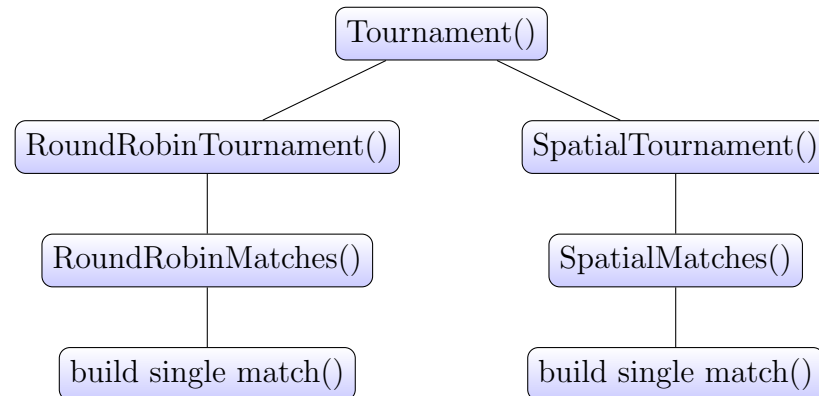 Tournament()
RoundRobinTournament()
SpatialTournament()
RoundRobinMatches()
SpatialMatches()
build single match()
build single match()